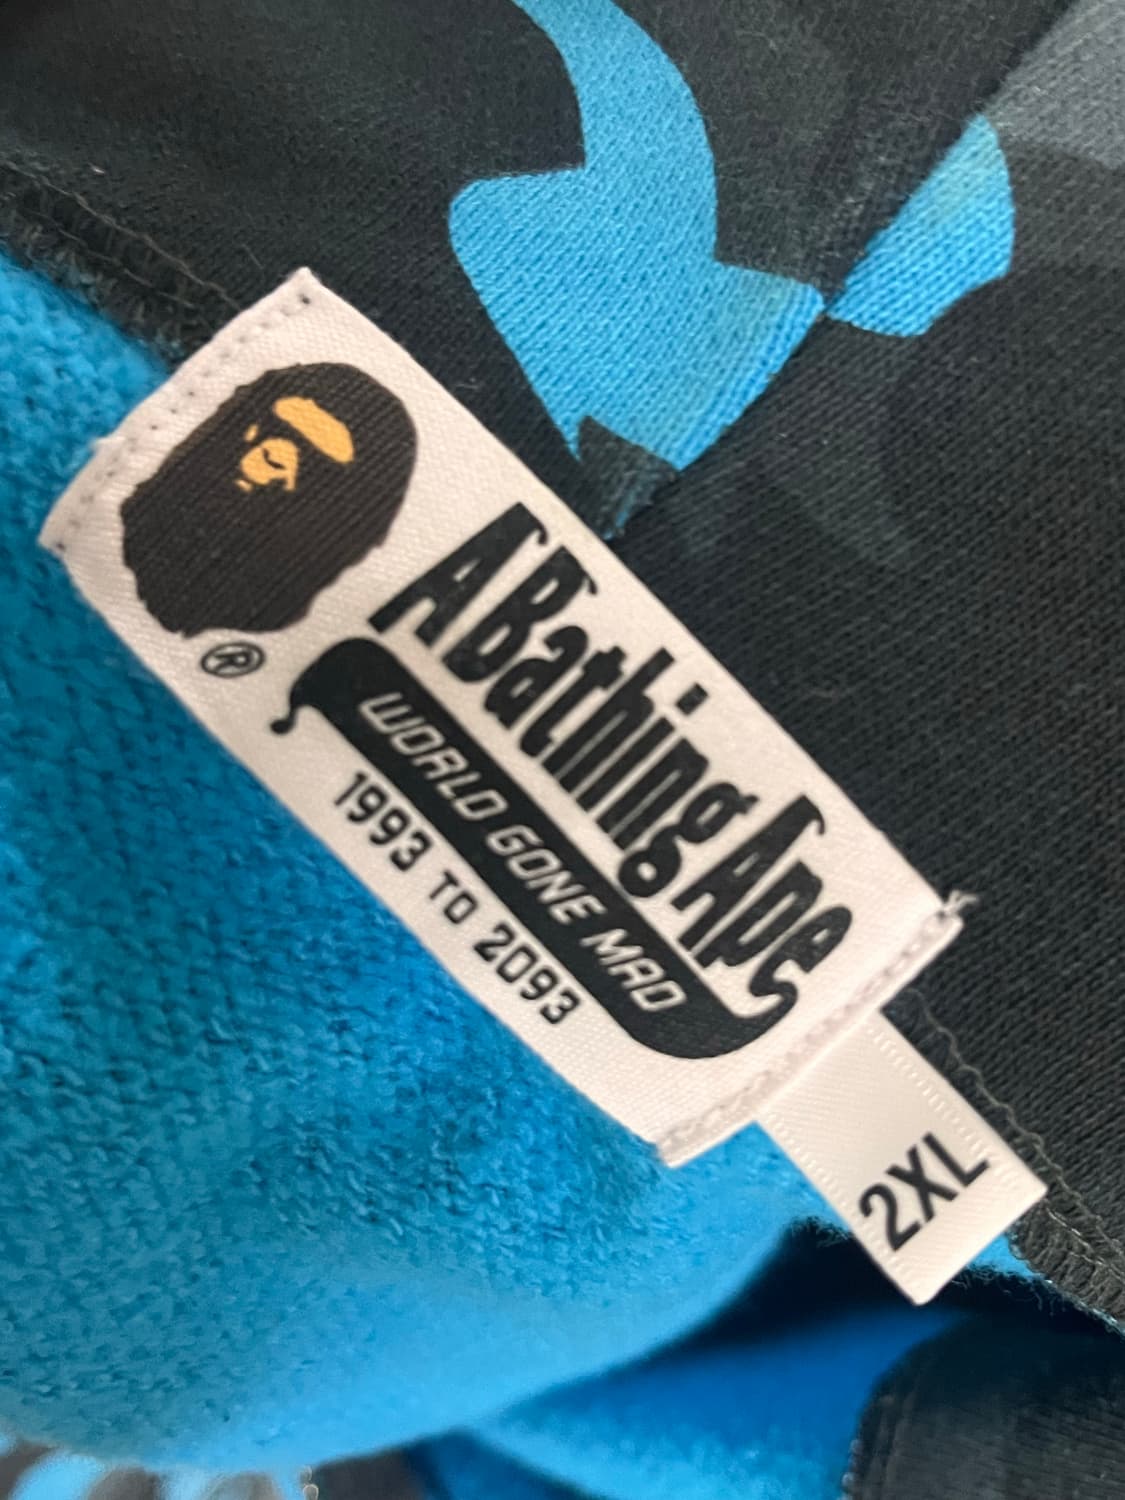 ®
A Bathing Ape
WORLD GONE MAD
1993 TO 2093
2XL